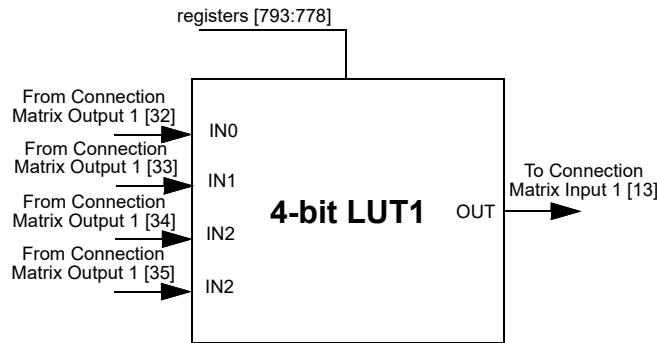 registers [793:778]
From Connection
Matrix Output 1 [32]
IN0
From Connection
Matrix Output 1 [33]
IN1
From Connection
Matrix Output 1 [34]
IN2
From Connection
Matrix Output 1 [35]
IN2
4-bit LUT1
OUT
To Connection
Matrix Input 1 [13]